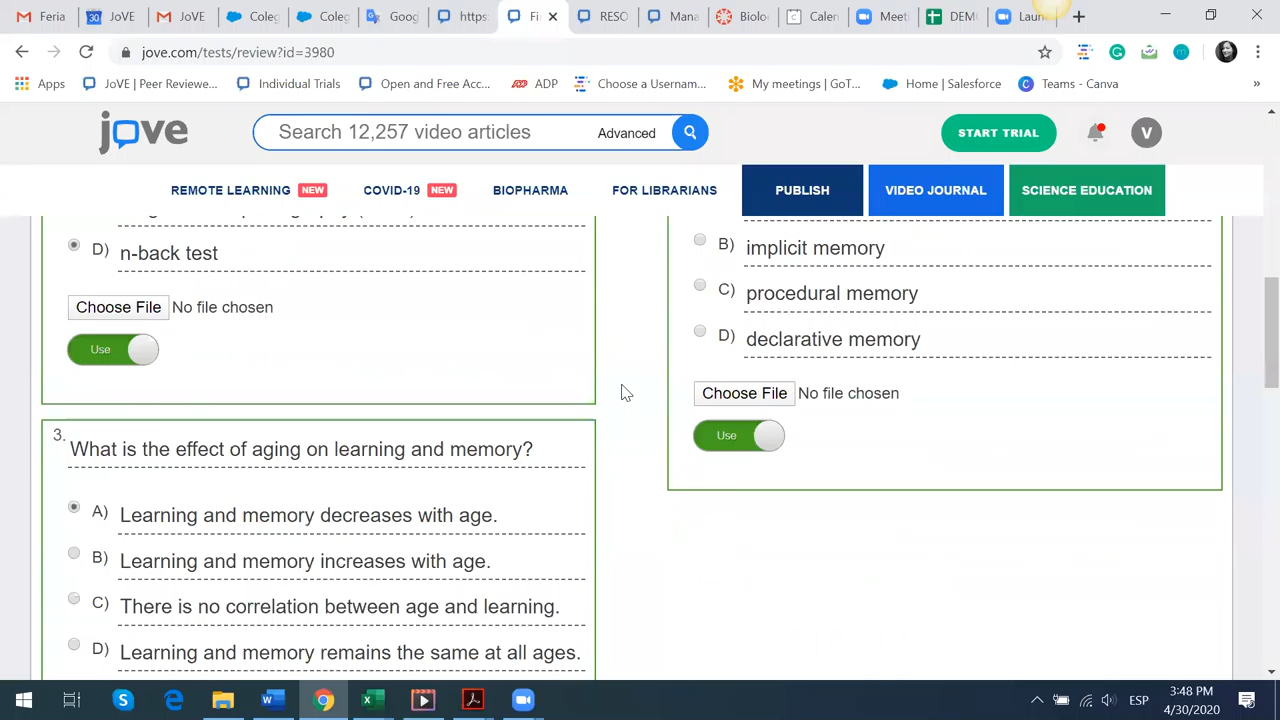 Feria
JoVE
JoVE
Coleg
Coleg
Goog
https:
Fi
RESO
Mana
Biolo
Calen
Meeti
DEM
Laun
jove.com/tests/review?id=3980
Apps
JoVE | Peer Reviewe...
Individual Trials
Open and Free Acc...
ADP
Choose a Usernam...
My meetings | GoT...
Home | Salesforce
Teams - Canva
jove
Search 12,257 video articles
Advanced
START TRIAL
V
REMOTE LEARNING NEW
COVID-19 NEW
BIOPHARMA
FOR LIBRARIANS
PUBLISH
VIDEO JOURNAL
SCIENCE EDUCATION
D) n-back test
Choose File No file chosen
Use
B) implicit memory
C) procedural memory
D) declarative memory
Choose File No file chosen
Use
3. What is the effect of aging on learning and memory?
A) Learning and memory decreases with age.
B) Learning and memory increases with age.
C) There is no correlation between age and learning.
D) Learning and memory remains the same at all ages.
ESP
3:48 PM
4/30/2020